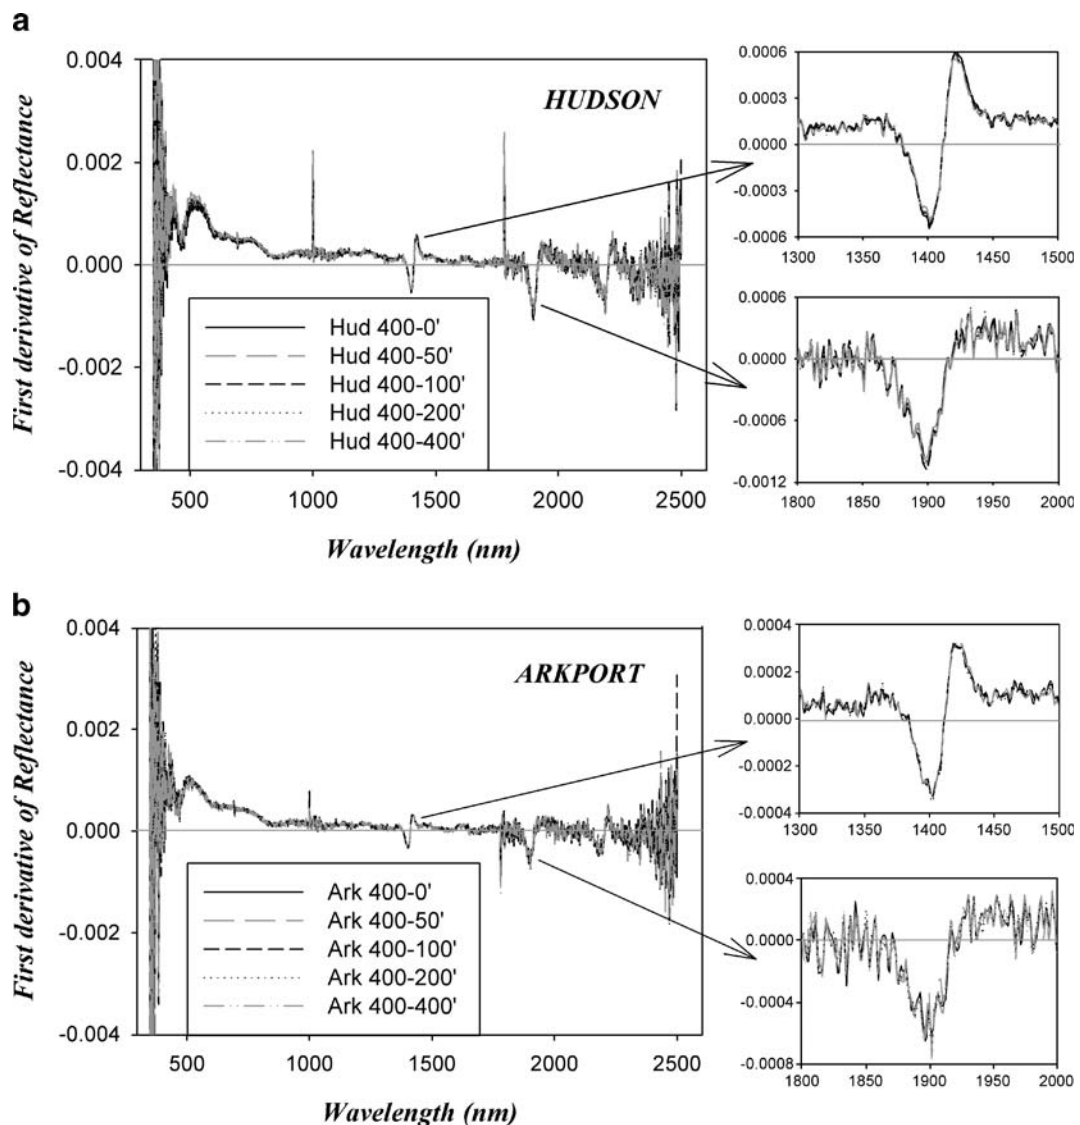 a
HUDSON
First derivative of Reflectance
0.004
0.002
0.000
-0.002
-0.004
Hud 400-0'
Hud 400-50'
Hud 400-100'
Hud 400-200'
Hud 400-400'
500 1000 1500 2000 2500
Wavelength (nm)
0.0006
0.0003
0.0000
-0.0003
-0.0006
1300 1350 1400 1450 1500
0.0006
0.0000
-0.0006
-0.0012
1800 1850 1900 1950 2000
b
ARKPORT
First derivative of Reflectance
0.004
0.002
0.000
-0.002
-0.004
Ark 400-0'
Ark 400-50'
Ark 400-100'
Ark 400-200'
Ark 400-400'
500 1000 1500 2000 2500
Wavelength (nm)
0.0004
0.0002
0.0000
-0.0002
-0.0004
1300 1350 1400 1450 1500
0.0004
0.0000
-0.0004
-0.0008
1800 1850 1900 1950 2000